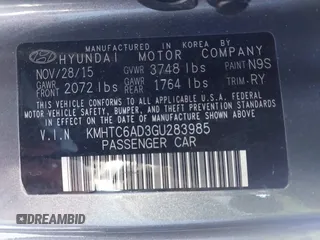 MANUFACTURED IN KOREA
HYUNDAI MOTOR COMPANY
NOV/28/15 GVWR 3748 lbs PAINT: N9S
GAWR FRONT 2072 lbs GAWR REAR 1764 lbs TRIM: RY
THIS VEHICLE CONFORMS TO ALL APPLICABLE U.S. FEDERAL MOTOR VEHICLE SAFETY, BUMPER, AND THEFT PREVENTION STANDARDS IN EFFECT ON THE DATE OF MANUFACTURE SHOWN ABOVE.
V.I.N KMHTC6AD3GU283985
PASSENGER CAR
DREAMBID